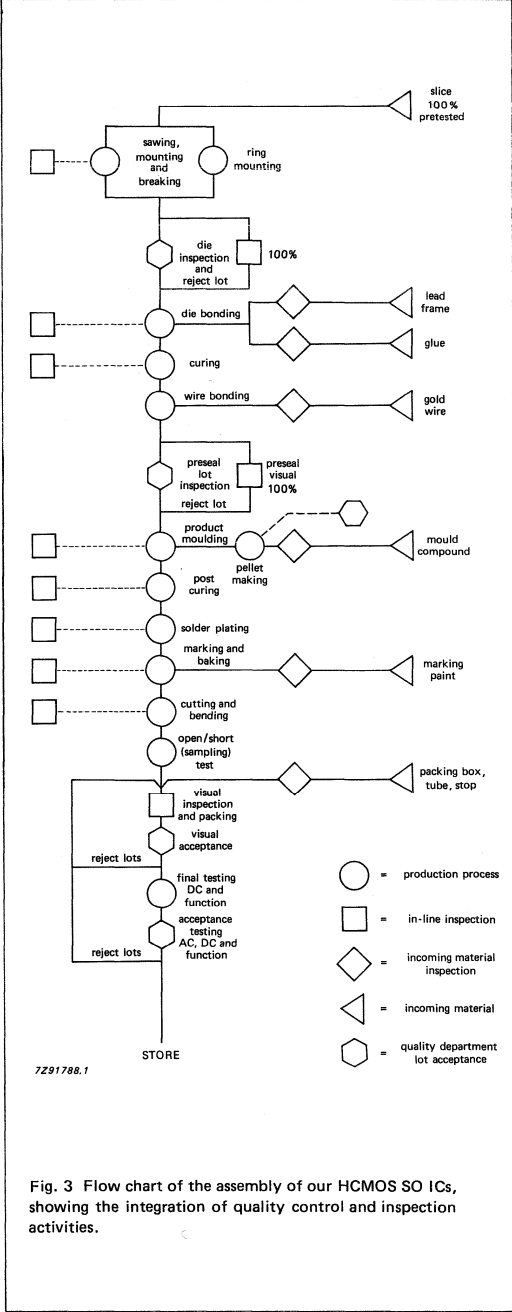 slice
100%
pretested
sawing,
mounting
and
breaking
ring
mounting
die
inspection
and
reject lot
100%
die bonding
lead
frame
glue
curing
wire bonding
gold
wire
preseal
lot
inspection
reject lot
preseal
visual
100%
product
moulding
pellet
making
mould
compound
post
curing
solder plating
marking and
baking
marking
paint
cutting and
bending
open/short
(sampling)
test
packing box,
tube, stop
visual
inspection
and packing
visual
acceptance
reject lots
final testing
DC and
function
acceptance
testing
AC, DC and
function
reject lots
= production process
= in-line inspection
= incoming material
inspection
= incoming material
= quality department
lot acceptance
STORE
7Z91788.1
Fig. 3 Flow chart of the assembly of our HCMOS SO ICs,
showing the integration of quality control and inspection
activities.